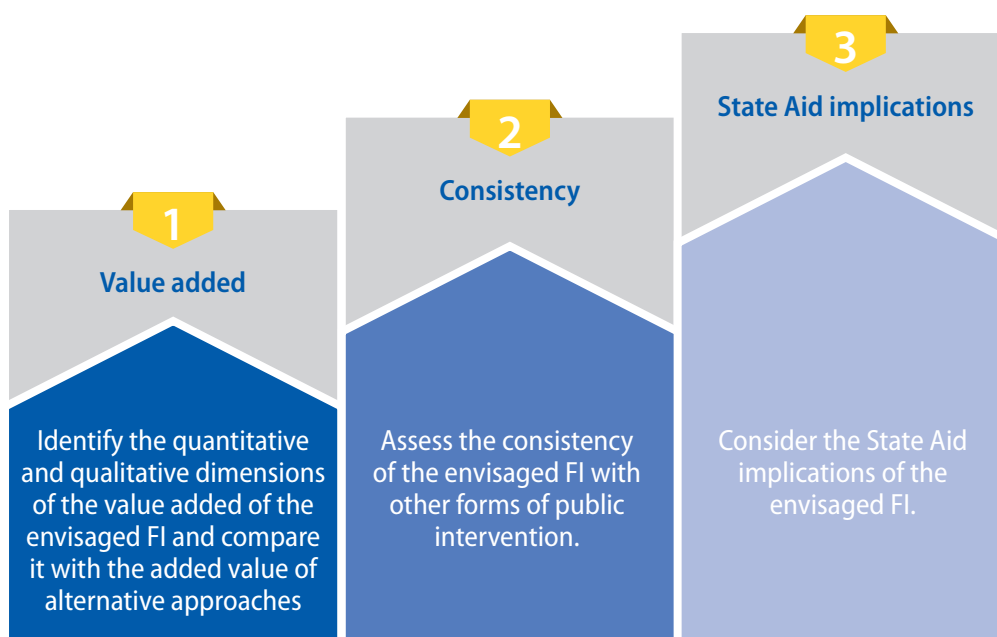 1
Value added
Identify the quantitative
and qualitative dimensions
of the value added of the
envisaged FI and compare
it with the added value of
alternative approaches
2
Consistency
Assess the consistency
of the envisaged FI with
other forms of public
intervention.
3
State Aid implications
Consider the State Aid
implications of the
envisaged FI.